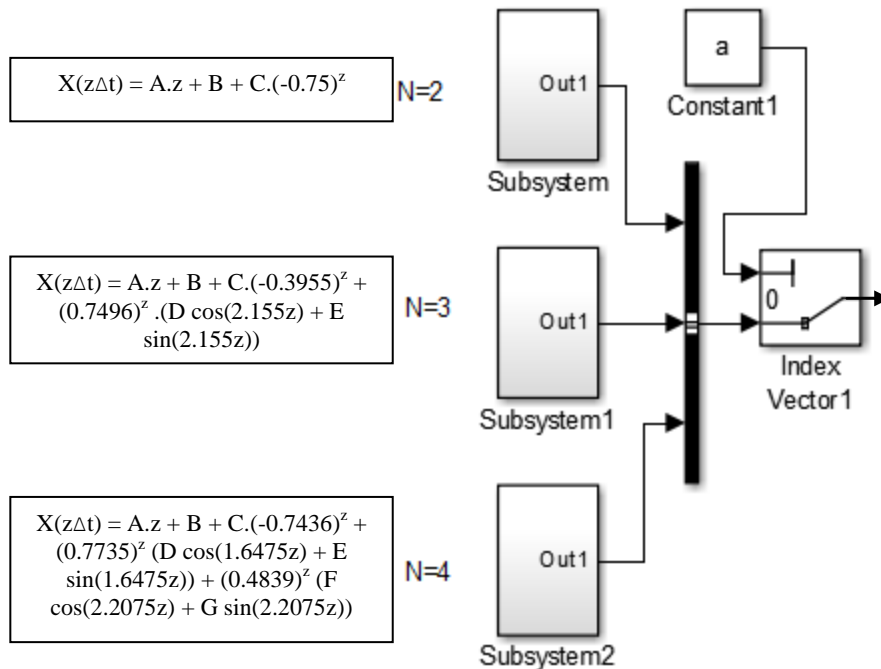 X(zΔt) = A.z + B + C.(-0.75)ᶻ
N=2
Out1
Subsystem
a
Constant1
X(zΔt) = A.z + B + C.(-0.3955)ᶻ +
(0.7496)ᶻ .(D cos(2.155z) + E
sin(2.155z))
N=3
Out1
Subsystem1
0
Index
Vector1
X(zΔt) = A.z + B + C.(-0.7436)ᶻ +
(0.7735)ᶻ (D cos(1.6475z) + E
sin(1.6475z)) + (0.4839)ᶻ (F
cos(2.2075z) + G sin(2.2075z))
N=4
Out1
Subsystem2